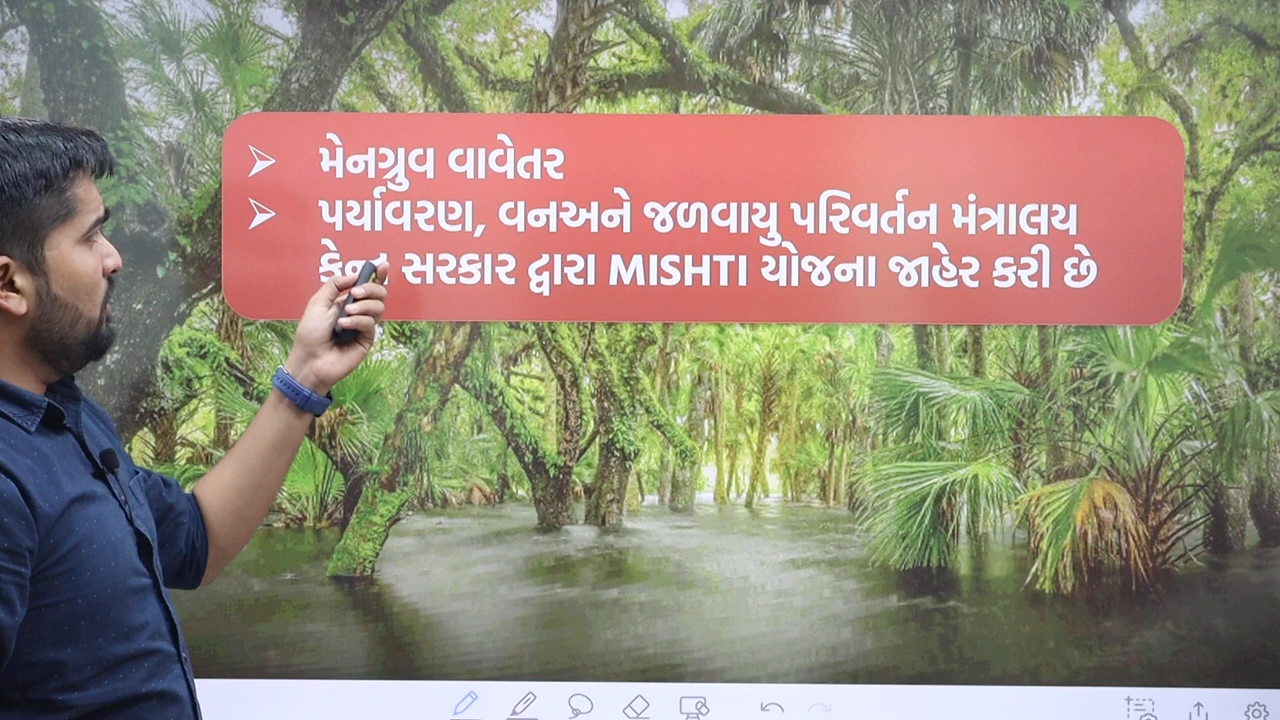 મેનગ્રુવ વાવેતર
પર્યાવરણ, વનઅને જળવાયુ પરિવર્તન મંત્રાલય
સરકાર દ્વારા MISHTI યોજના જાહેર કરી છે